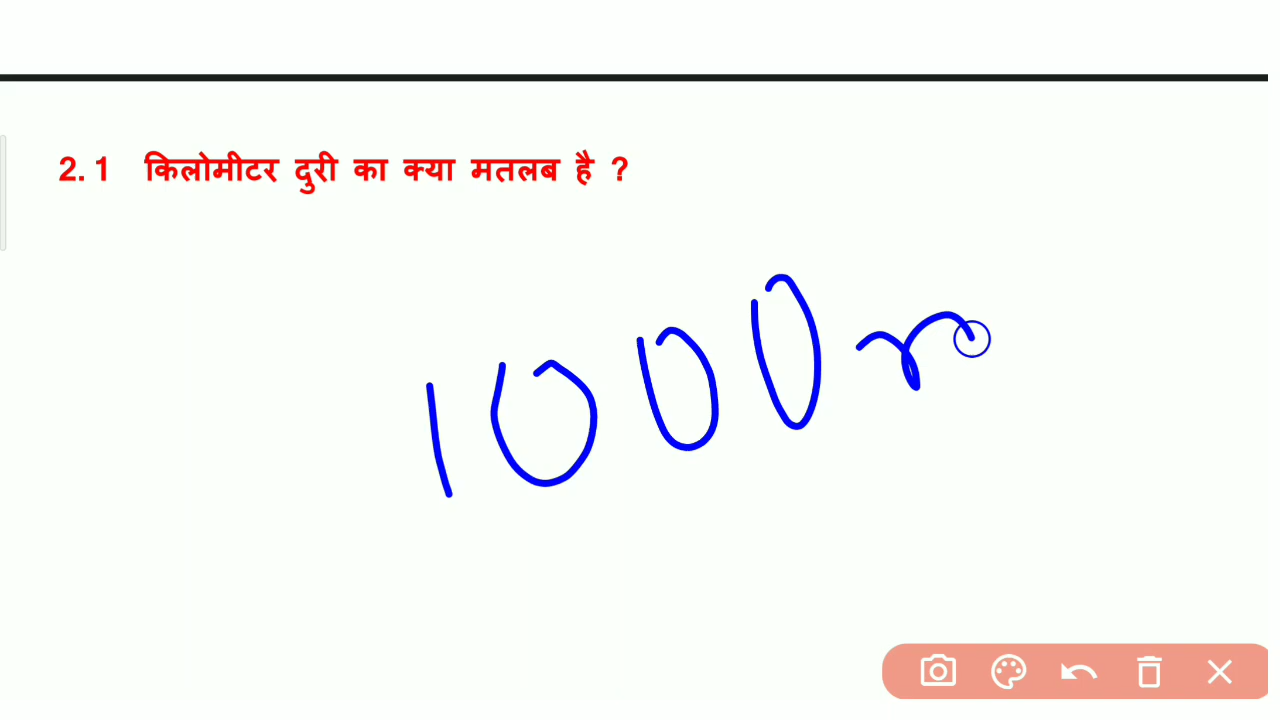 2. 1 किलोमीटर दुरी का क्या मतलब है ?
1000m